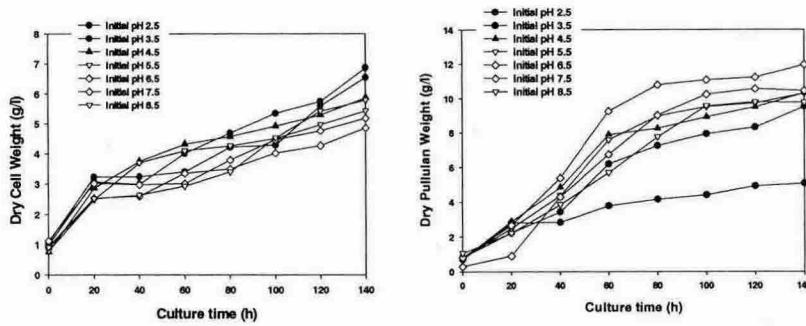 Initial pH 2.5
Initial pH 3.5
Initial pH 4.5
Initial pH 5.5
Initial pH 6.5
Initial pH 7.5
Initial pH 8.5
8
7
6
5
4
3
2
1
0
Dry Cell Weight (g/l)
0 20 40 60 80 100 120 140
Culture time (h)
Initial pH 2.5
Initial pH 3.5
Initial pH 4.5
Initial pH 5.5
Initial pH 6.5
Initial pH 7.5
Initial pH 8.5
14
12
10
8
6
4
2
0
Dry Pullulan Weight (g/l)
0 20 40 60 80 100 120 14
Culture time (h)